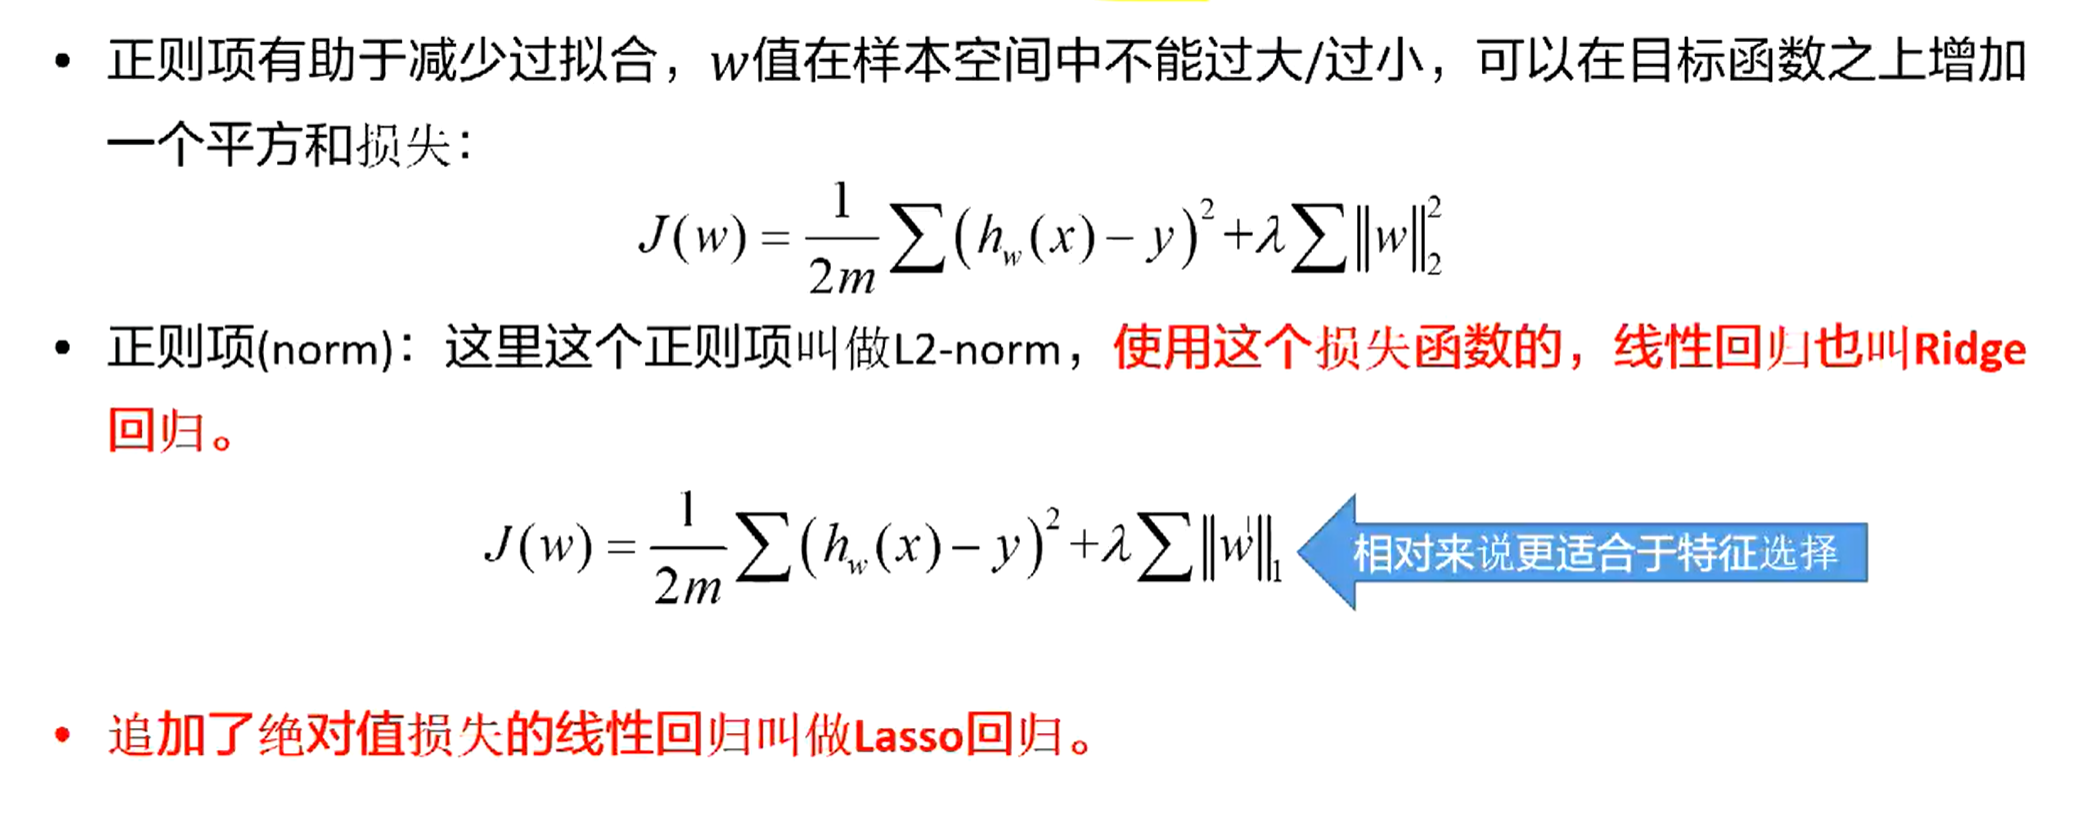 • 正则项有助于减少过拟合，w值在样本空间中不能过大/过小，可以在目标函数之上增加
一个平方和损失：
J(w) = \frac{1}{2m} ∑ (h_w(x) − y)^2 + λ ∑ ‖w‖_2^2
• 正则项(norm)：这里这个正则项叫做L2-norm，使用这个损失函数的，线性回归也叫Ridge
回归。
J(w) = \frac{1}{2m} ∑ (h_w(x) − y)^2 + λ ∑ ‖w‖_1 相对来说更适合于特征选择
• 追加了绝对值损失的线性回归叫做Lasso回归。